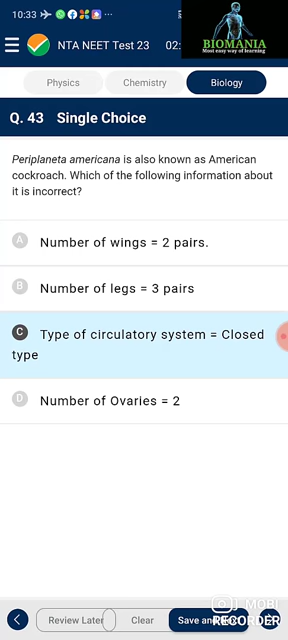 10:33
NTA NEET Test 23 02:
BIOMANIA
Most easy way of learning
Physics Chemistry Biology
Q. 43 Single Choice
Periplaneta americana is also known as American
cockroach. Which of the following information about
it is incorrect?
A Number of wings = 2 pairs.
B Number of legs = 3 pairs
C Type of circulatory system = Closed
type
D Number of Ovaries = 2
MOBI
RECORDER
Review Later Clear Save and